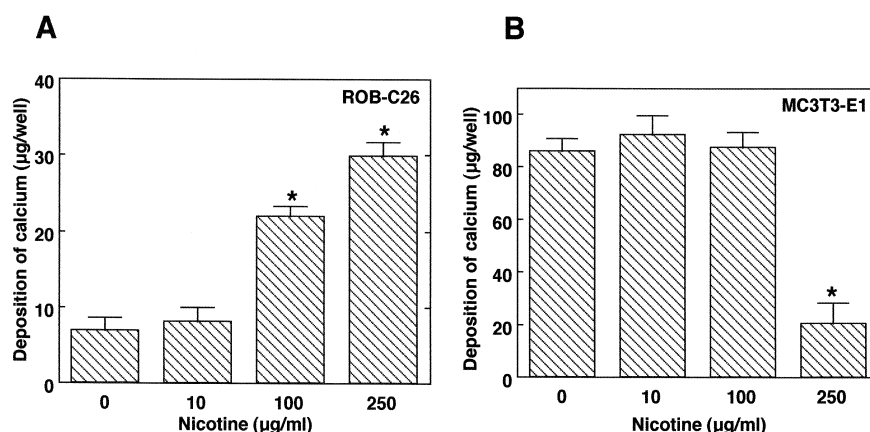 A
Deposition of calcium (µg/well)
40
30
20
10
0
ROB-C26
*
*
0 10 100 250
Nicotine (µg/ml)
B
Deposition of calcium (µg/well)
100
80
60
40
20
0
MC3T3-E1
*
0 10 100 250
Nicotine (µg/ml)